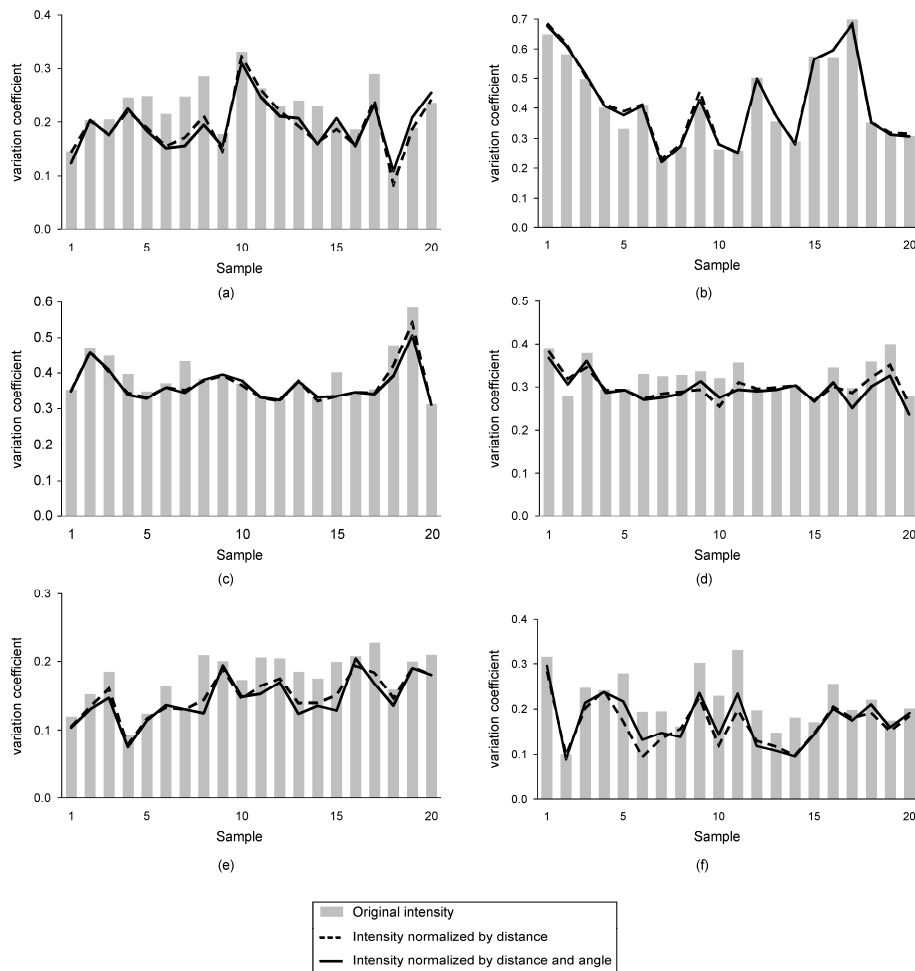 variation coefficient
0.4
0.3
0.2
0.1
0.0
1 5 10 15 20
Sample
(a)
variation coefficient
0.7
0.6
0.5
0.4
0.3
0.2
0.1
0.0
1 5 10 15 20
Sample
(b)
variation coefficient
0.6
0.5
0.4
0.3
0.2
0.1
0.0
1 5 10 15 20
Sample
(c)
variation coefficient
0.5
0.4
0.3
0.2
0.1
0.0
1 5 10 15 20
Sample
(d)
variation coefficient
0.3
0.2
0.1
0.0
1 5 10 15 20
Sample
(e)
variation coefficient
0.4
0.3
0.2
0.1
0.0
1 5 10 15 20
Sample
(f)
Original intensity
Intensity normalized by distance
Intensity normalized by distance and angle